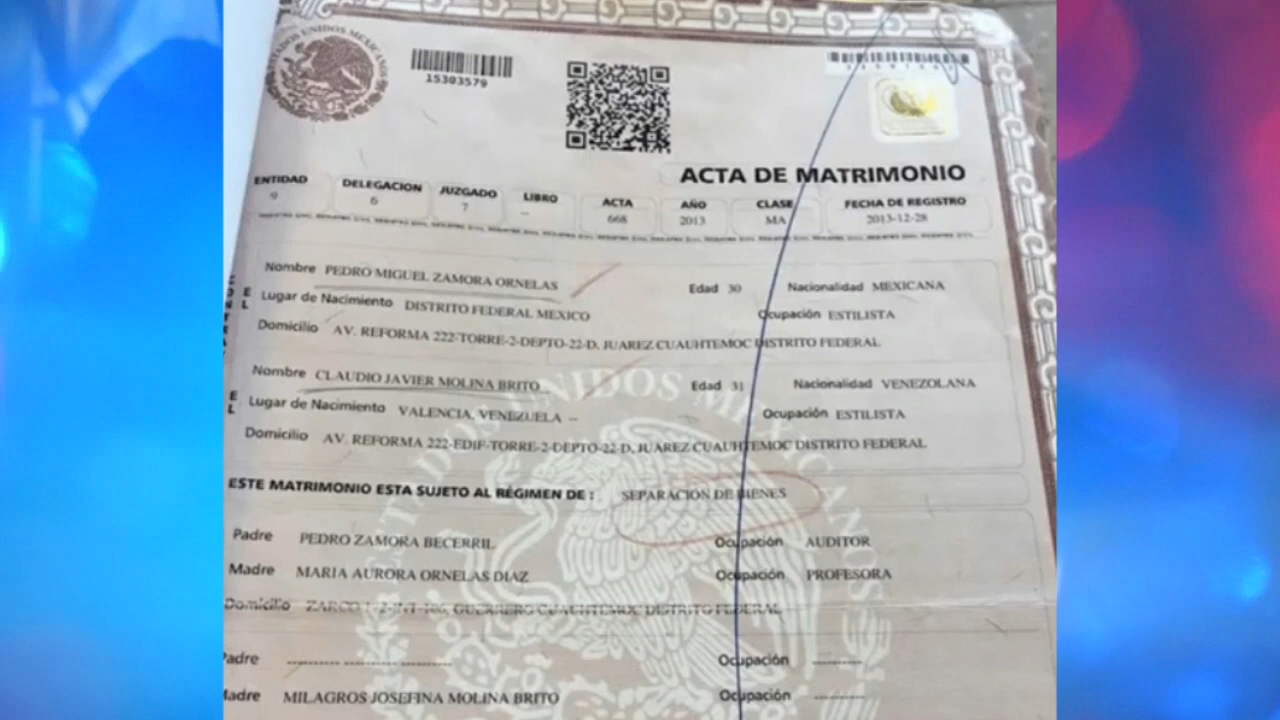 ESTADOS UNIDOS MEXICANOS
15303579
ACTA DE MATRIMONIO
ENTIDAD DELEGACION JUZGADO LIBRO ACTA AÑO CLASE FECHA DE REGISTRO
9 6 7 -- 668 2013 MA 2013-12-28
Nombre PEDRO MIGUEL ZAMORA ORNELAS Edad 30 Nacionalidad MEXICANA
Lugar de Nacimiento DISTRITO FEDERAL MEXICO Ocupación ESTILISTA
Domicilio AV. REFORMA 222-TORRE-2-DEPTO-22-D, JUAREZ CUAUHTEMOC DISTRITO FEDERAL
EL
Nombre CLAUDIO JAVIER MOLINA BRITO Edad 31 Nacionalidad VENEZOLANA
Lugar de Nacimiento VALENCIA, VENEZUELA -- Ocupación ESTILISTA
Domicilio AV. REFORMA 222-EDIF-TORRE-2-DEPTO-22-D, JUAREZ CUAUHTEMOC DISTRITO FEDERAL
EL
ESTE MATRIMONIO ESTA SUJETO AL RÉGIMEN DE : SEPARACIÓN DE BIENES
Padre PEDRO ZAMORA BECERRIL Ocupación AUDITOR
Madre MARIA AURORA ORNELAS DIAZ Ocupación PROFESORA
Domicilio GUERRERO CUAUHTEMOC DISTRITO FEDERAL
Padre ---------- ---------- ---------- Ocupación ----------
Madre MILAGROS JOSEFINA MOLINA BRITO Ocupación ----------